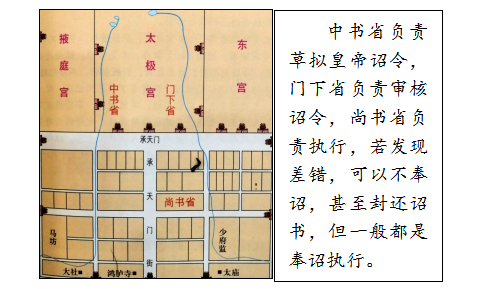 掖庭宫
太极宫
东宫
中书省
门下省
承天门
承天门街
尚书省
马坊
少府监
大社
鸿胪寺
太庙
中书省负责
草拟皇帝诏令，
门下省负责审核
诏令，尚书省负
责执行，若发现
差错，可以不奉
诏，甚至封还诏
书，但一般都是
奉诏执行。